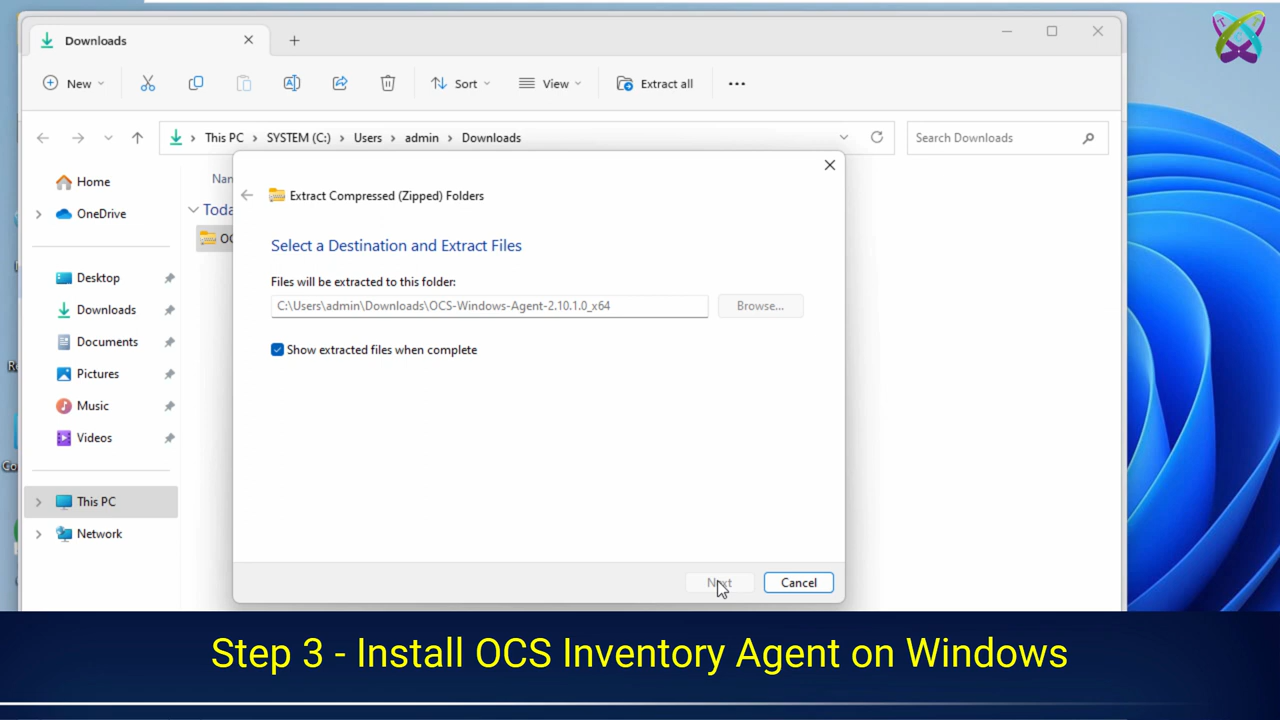 Downloads
New
Sort
View
Extract all
This PC
SYSTEM (C:)
Users
admin
Downloads
Search Downloads
Home
OneDrive
Desktop
Downloads
Documents
Pictures
Music
Videos
This PC
Network
Extract Compressed (Zipped) Folders
Select a Destination and Extract Files
Files will be extracted to this folder:
C:\Users\admin\Downloads\OCS-Windows-Agent-2.10.1.0_x64
Browse...
Show extracted files when complete
Next
Cancel
Step 3 - Install OCS Inventory Agent on Windows